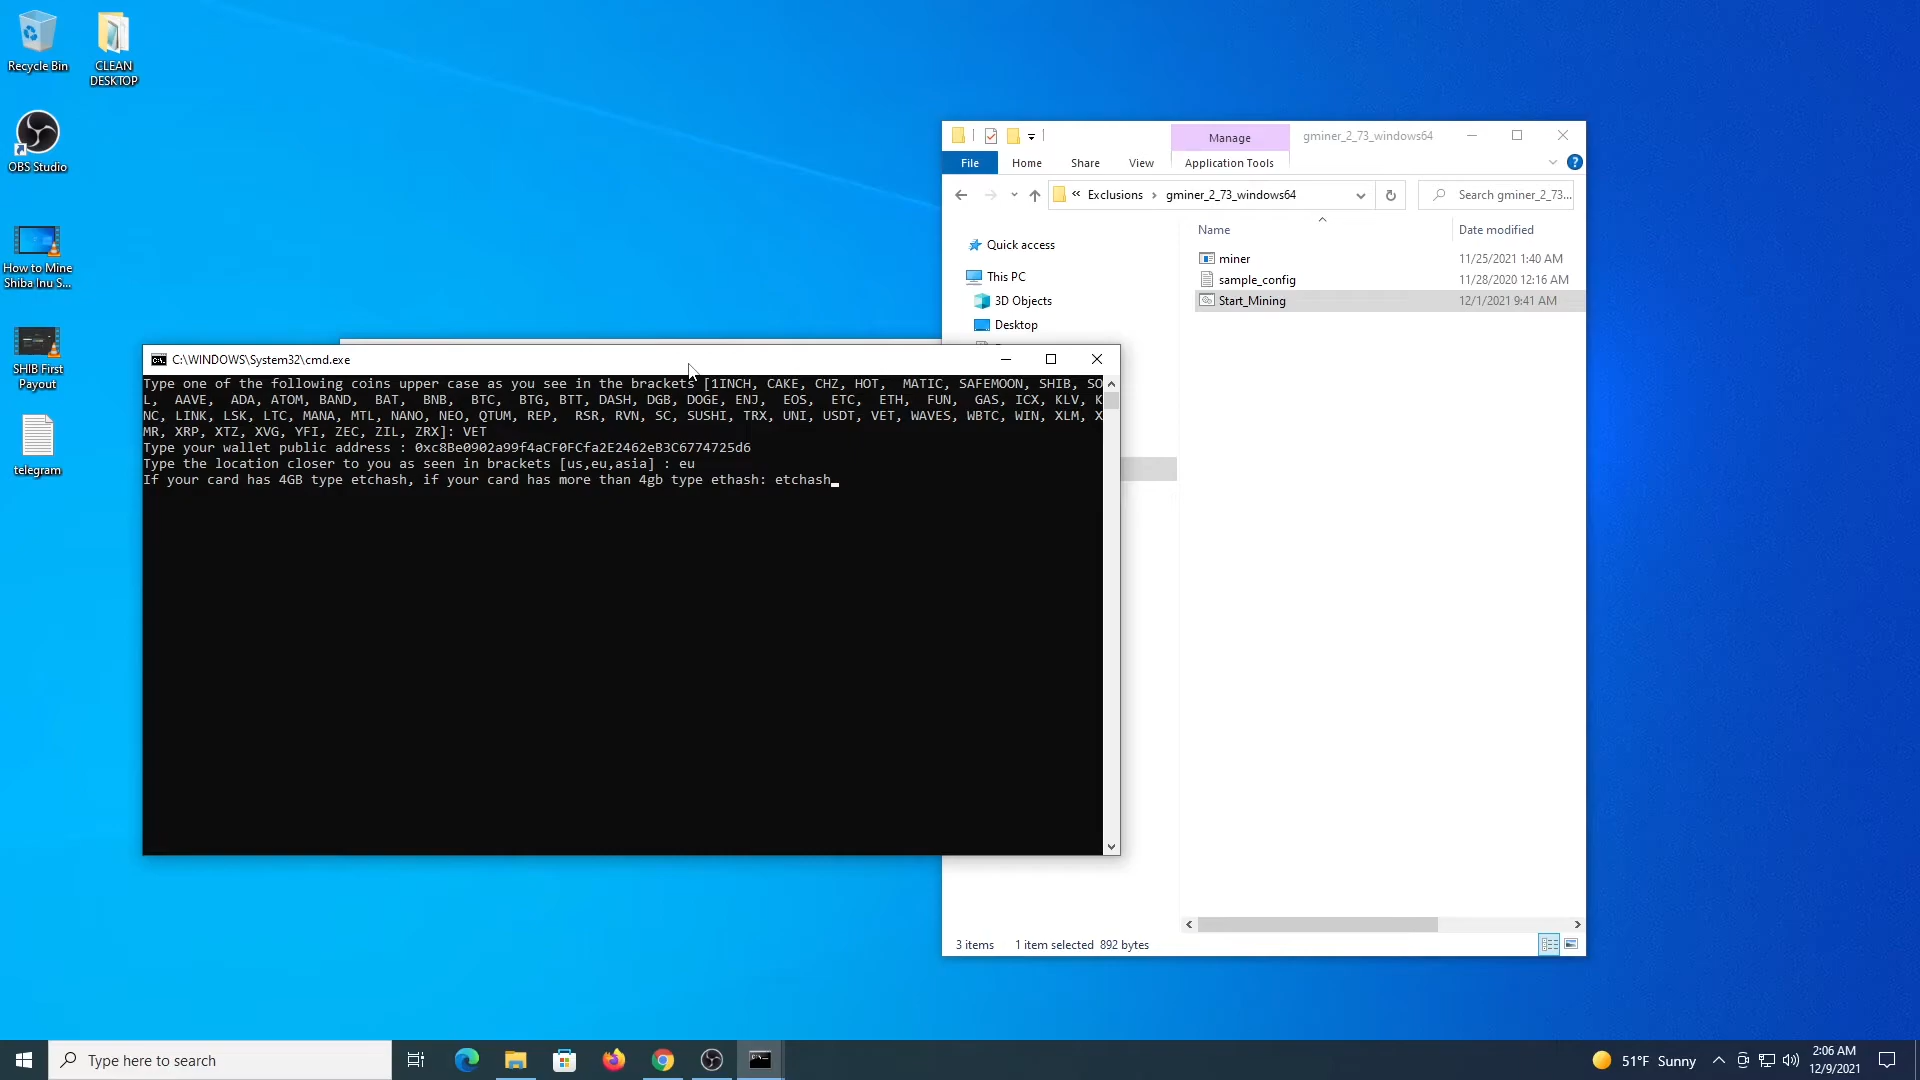 Recycle Bin
CLEAN
DESKTOP
OBS Studio
How to Mine
Shiba Inu S...
SHIB First
Payout
telegram
Manage
gminer_2_73_windows64
File
Home
Share
View
Application Tools
« Exclusions › gminer_2_73_windows64
Search gminer_2_73...
Name
Date modified
Quick access
This PC
3D Objects
Desktop
miner
11/25/2021 1:40 AM
sample_config
11/28/2020 12:16 AM
Start_Mining
12/1/2021 9:41 AM
3 items
1 item selected 892 bytes
C:\WINDOWS\System32\cmd.exe
Type one of the following coins upper case as you see in the brackets [1INCH, CAKE, CHZ, HOT,  MATIC, SAFEMOON, SHIB, SO
L,  AAVE,  ADA, ATOM, BAND,  BAT,  BNB,  BTC,  BTG, BTT, DASH, DGB, DOGE, ENJ,  EOS,  ETC,  ETH,  FUN,  GAS, ICX, KLV, K
NC, LINK, LSK, LTC, MANA, MTL, NANO, NEO, QTUM, REP,  RSR, RVN, SC, SUSHI, TRX, UNI, USDT, VET, WAVES, WBTC, WIN, XLM, X
MR, XRP, XTZ, XVG, YFI, ZEC, ZIL, ZRX]: VET
Type your wallet public address : 0xc8Be0902a99f4aCF0FCfa2E2462eB3C6774725d6
Type the location closer to you as seen in brackets [us,eu,asia] : eu
If your card has 4GB type etchash, if your card has more than 4gb type ethash: etchash
Type here to search
51°F Sunny
2:06 AM
12/9/2021